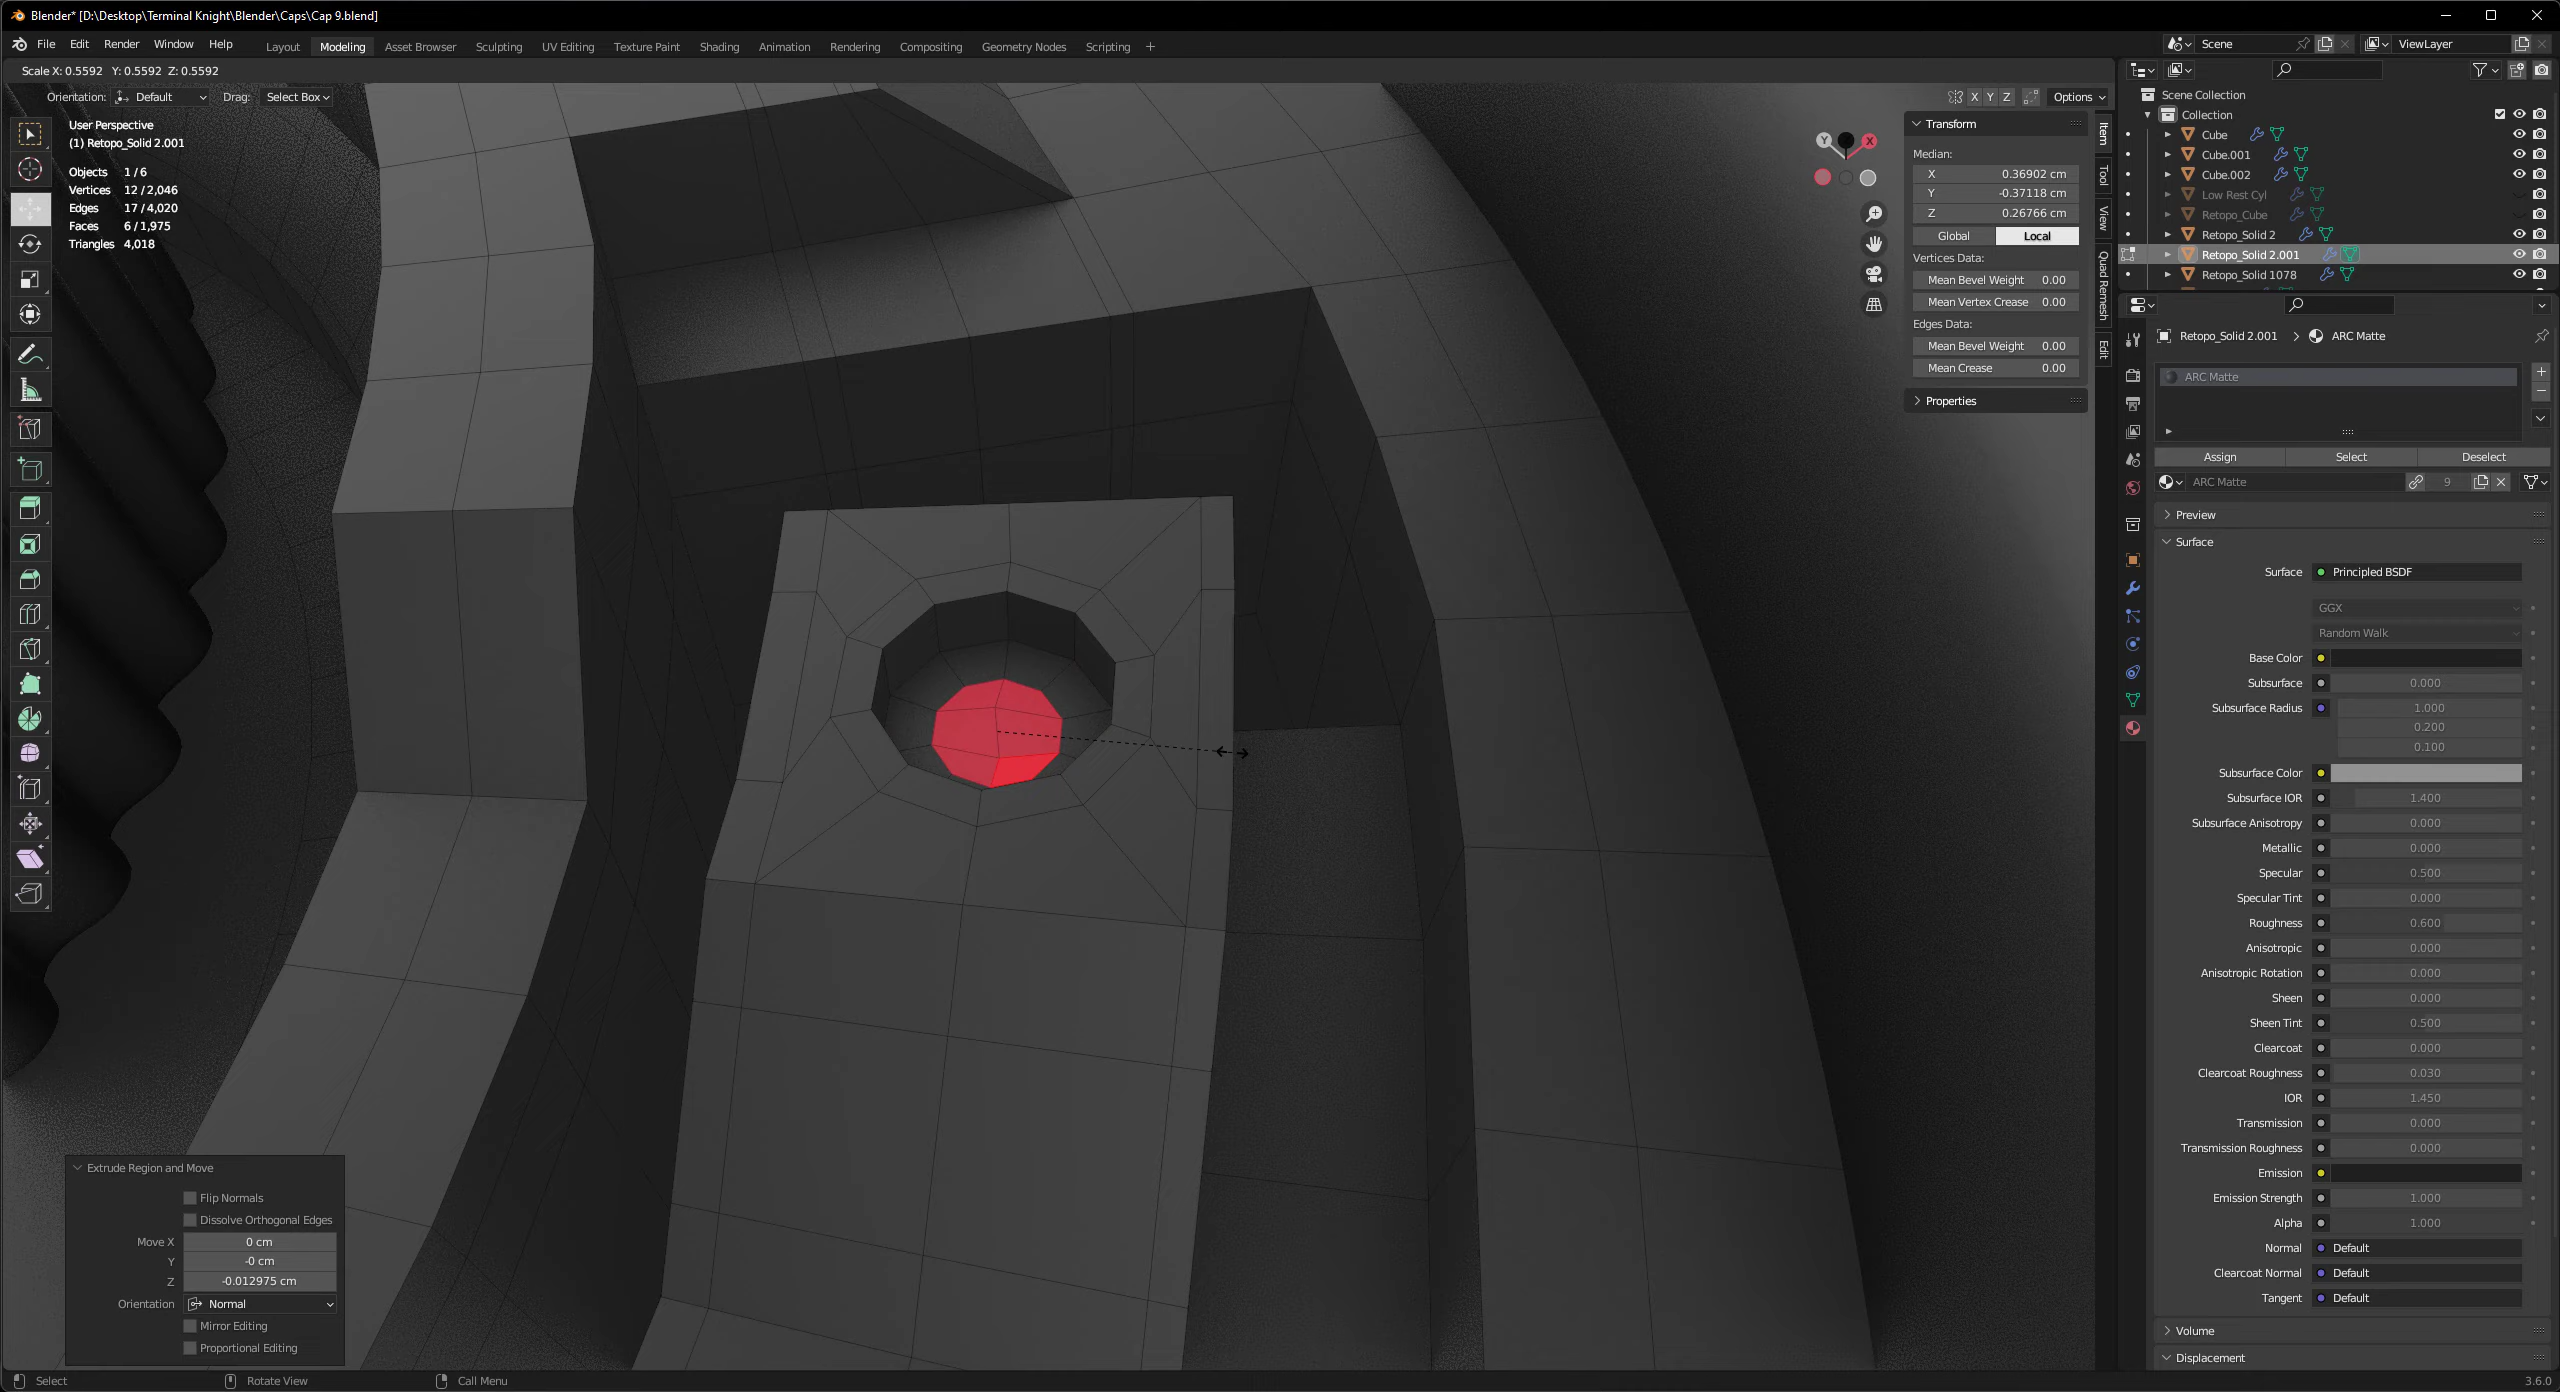 Blender* [D:\Desktop\Terminal Knight\Blender\Caps\Cap 9.blend]
File Edit Render Window Help Layout Modeling Asset Browser Sculpting UV Editing Texture Paint Shading Animation Rendering Compositing Geometry Nodes Scripting +
Scene
ViewLayer
Scale X: 0.5592 Y: 0.5592 Z: 0.5592
Orientation: Default Drag: Select Box
X Y Z Options
User Perspective
(1) Retopo_Solid 2.001
Objects 1 / 6
Vertices 12 / 2,046
Edges 17 / 4,020
Faces 6 / 1,975
Triangles 4,018
Y X
Transform
Median:
X 0.36902 cm
Y -0.37118 cm
Z 0.26766 cm
Global Local
Vertices Data:
Mean Bevel Weight 0.00
Mean Vertex Crease 0.00
Edges Data:
Mean Bevel Weight 0.00
Mean Crease 0.00
Properties
Item
Tool
View
Quad Remesh
Edit
Scene Collection
Collection
Cube
Cube.001
Cube.002
Low Rest Cyl
Retopo_Cube
Retopo_Solid 2
Retopo_Solid 2.001
Retopo_Solid 1078
Retopo_Solid 2.001 > ARC Matte
ARC Matte
Assign Select Deselect
ARC Matte 9
Preview
Surface
Surface Principled BSDF
GGX
Random Walk
Base Color
Subsurface 0.000
Subsurface Radius 1.000
0.200
0.100
Subsurface Color
Subsurface IOR 1.400
Subsurface Anisotropy 0.000
Metallic 0.000
Specular 0.500
Specular Tint 0.000
Roughness 0.600
Anisotropic 0.000
Anisotropic Rotation 0.000
Sheen 0.000
Sheen Tint 0.500
Clearcoat 0.000
Clearcoat Roughness 0.030
IOR 1.450
Transmission 0.000
Transmission Roughness 0.000
Emission
Emission Strength 1.000
Alpha 1.000
Normal Default
Clearcoat Normal Default
Tangent Default
Volume
Displacement
Extrude Region and Move
Flip Normals
Dissolve Orthogonal Edges
Move X 0 cm
Y -0 cm
Z -0.012975 cm
Orientation Normal
Mirror Editing
Proportional Editing
Select Rotate View Call Menu
3.6.0